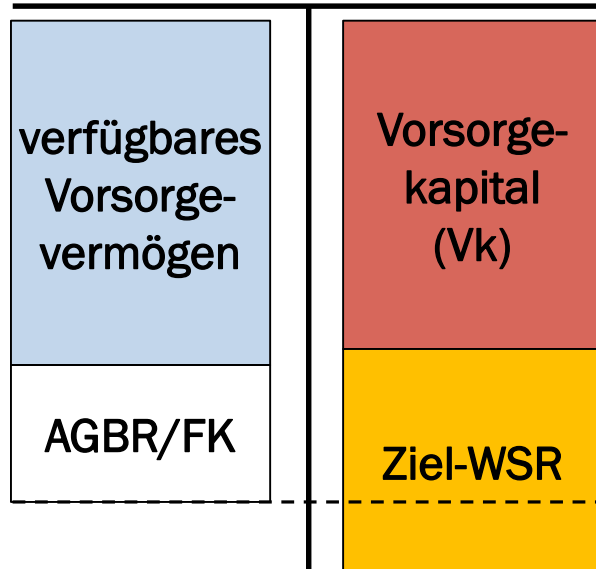 verfügbares
Vorsorge-
vermögen
AGBR/FK
Vorsorge-
kapital
(Vk)
Ziel-WSR